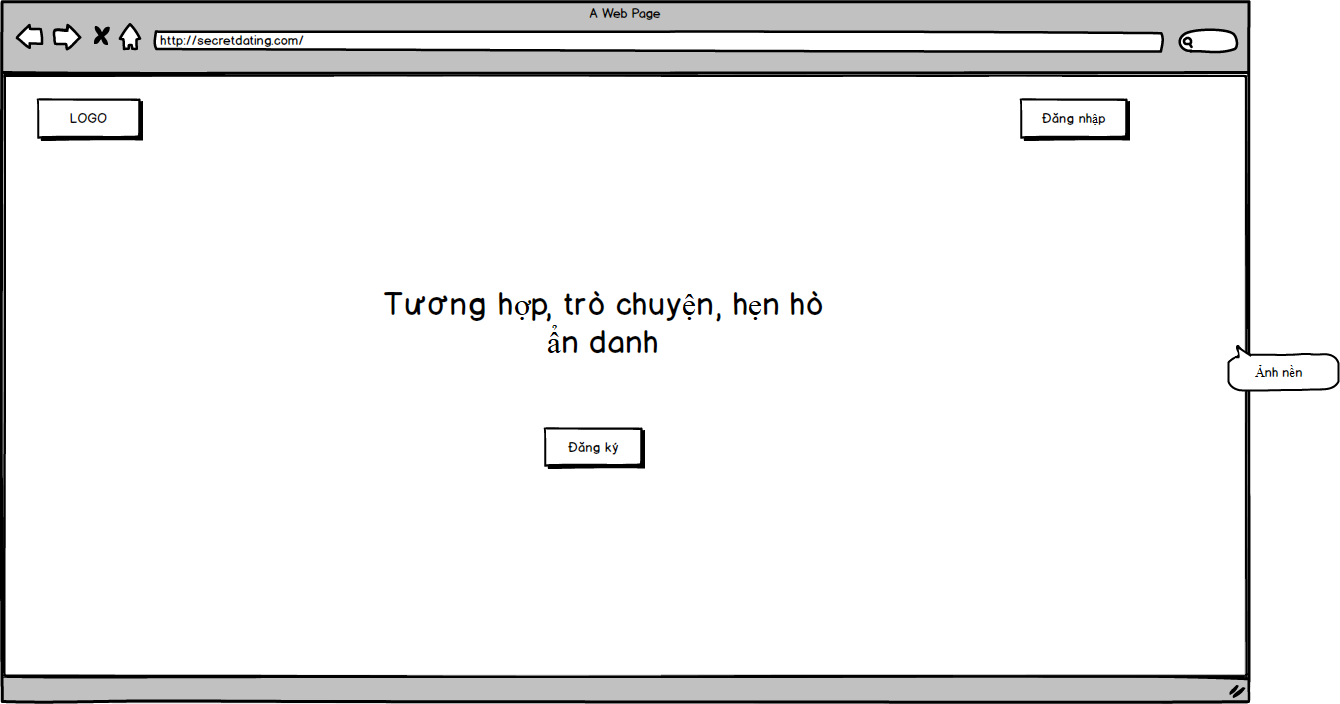 A Web Page
http://secretdating.com/
LOGO
Đăng nhập
Tương hợp, trò chuyện, hẹn hò
ẩn danh
Ảnh nền
Đăng ký